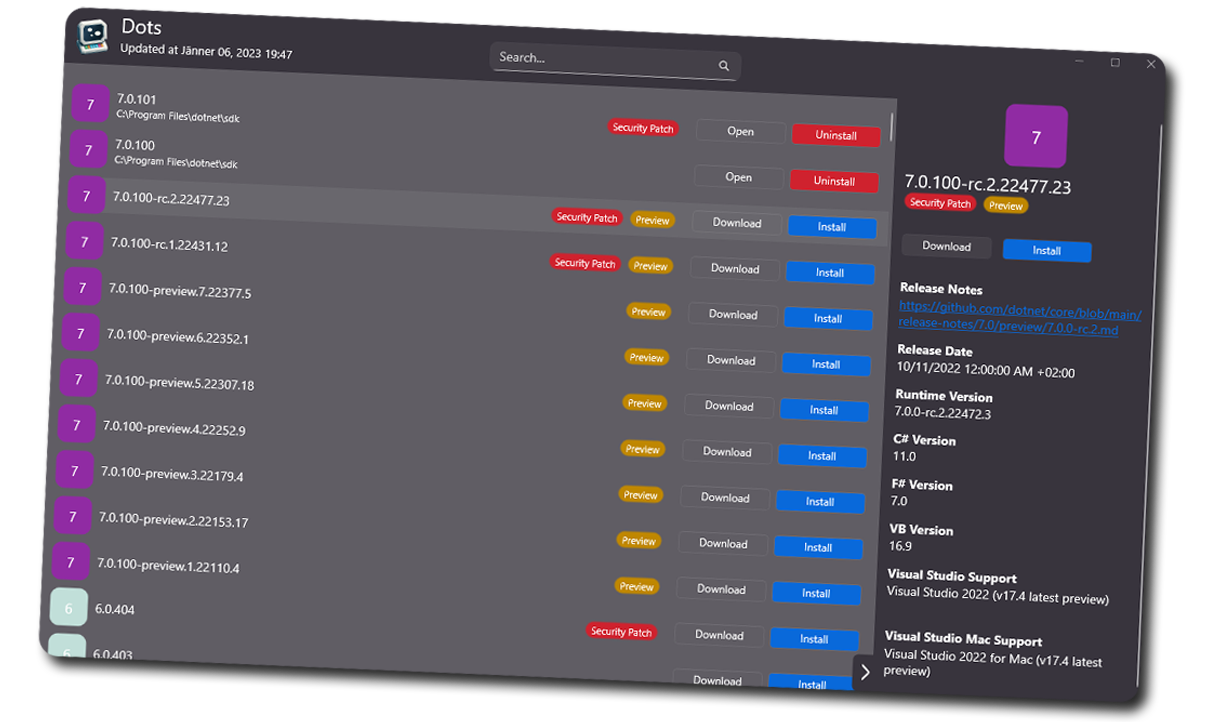 Dots
Updated at Jänner 06, 2023 19:47
Search...
7
7.0.101
C:\Program Files\dotnet\sdk
Security Patch
Open
Uninstall
7
7.0.100
C:\Program Files\dotnet\sdk
Open
Uninstall
7
7.0.100-rc.2.22477.23
Security Patch
Preview
Download
Install
7
7.0.100-rc.1.22431.12
Security Patch
Preview
Download
Install
7
7.0.100-preview.7.22377.5
Preview
Download
Install
7
7.0.100-preview.6.22352.1
Preview
Download
Install
7
7.0.100-preview.5.22307.18
Preview
Download
Install
7
7.0.100-preview.4.22252.9
Preview
Download
Install
7
7.0.100-preview.3.22179.4
Preview
Download
Install
7
7.0.100-preview.2.22153.17
Preview
Download
Install
7
7.0.100-preview.1.22110.4
Preview
Download
Install
6
6.0.404
Security Patch
Download
Install
6
6.0.403
Download
Install
7
7.0.100-rc.2.22477.23
Security Patch
Preview
Download
Install
Release Notes
https://github.com/dotnet/core/blob/main/
release-notes/7.0/preview/7.0.0-rc.2.md
Release Date
10/11/2022 12:00:00 AM +02:00
Runtime Version
7.0.0-rc.2.22472.3
C# Version
11.0
F# Version
7.0
VB Version
16.9
Visual Studio Support
Visual Studio 2022 (v17.4 latest preview)
Visual Studio Mac Support
Visual Studio 2022 for Mac (v17.4 latest
preview)